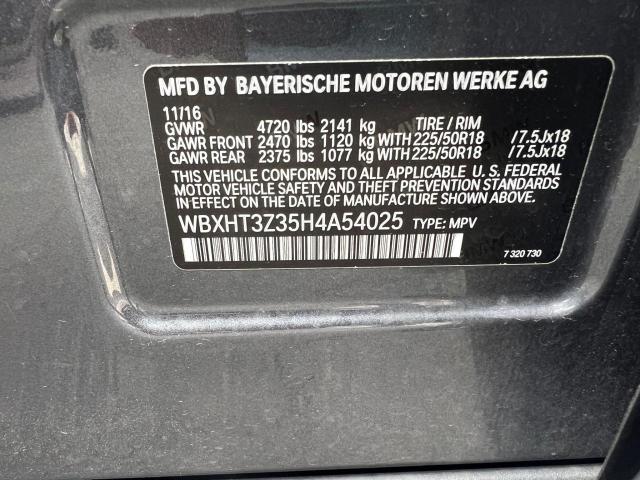 MFD BY BAYERISCHE MOTOREN WERKE AG
11/16
GVWR 4720 lbs 2141 kg TIRE / RIM
GAWR FRONT 2470 lbs 1120 kg WITH 225/50R18 /7.5Jx18
GAWR REAR 2375 lbs 1077 kg WITH 225/50R18 /7.5Jx18
THIS VEHICLE CONFORMS TO ALL APPLICABLE U. S. FEDERAL
MOTOR VEHICLE SAFETY AND THEFT PREVENTION
STANDARDS IN EFFECT ON THE DATE OF MANUFACTURE SHOWN ABOVE.
WBXHT3Z35H4A54025 TYPE: MPV
7 320 730